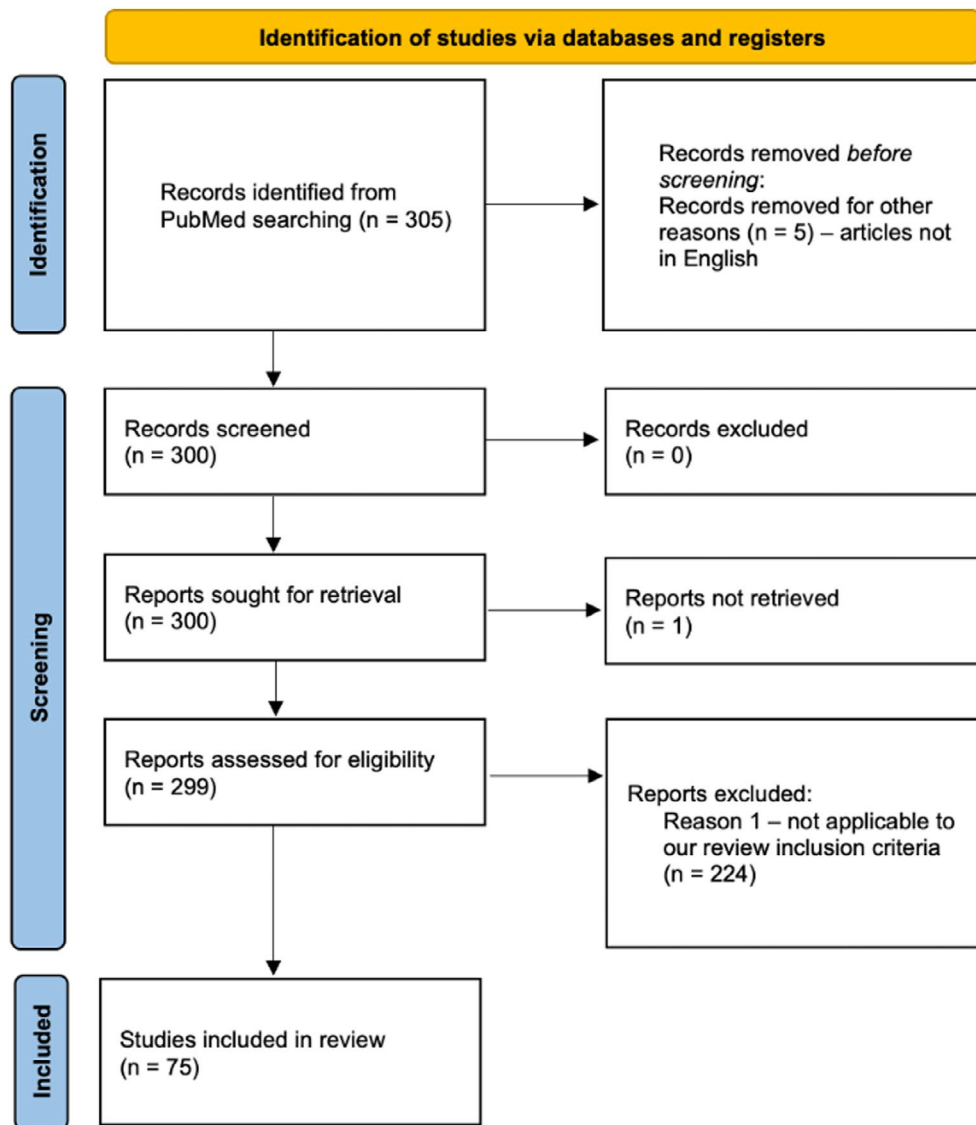 Identification of studies via databases and registers
Identification
Records identified from
PubMed searching (n = 305)
Records removed before
screening:
Records removed for other
reasons (n = 5) – articles not
in English
Screening
Records screened
(n = 300)
Records excluded
(n = 0)
Reports sought for retrieval
(n = 300)
Reports not retrieved
(n = 1)
Reports assessed for eligibility
(n = 299)
Reports excluded:
Reason 1 – not applicable to
our review inclusion criteria
(n = 224)
Included
Studies included in review
(n = 75)